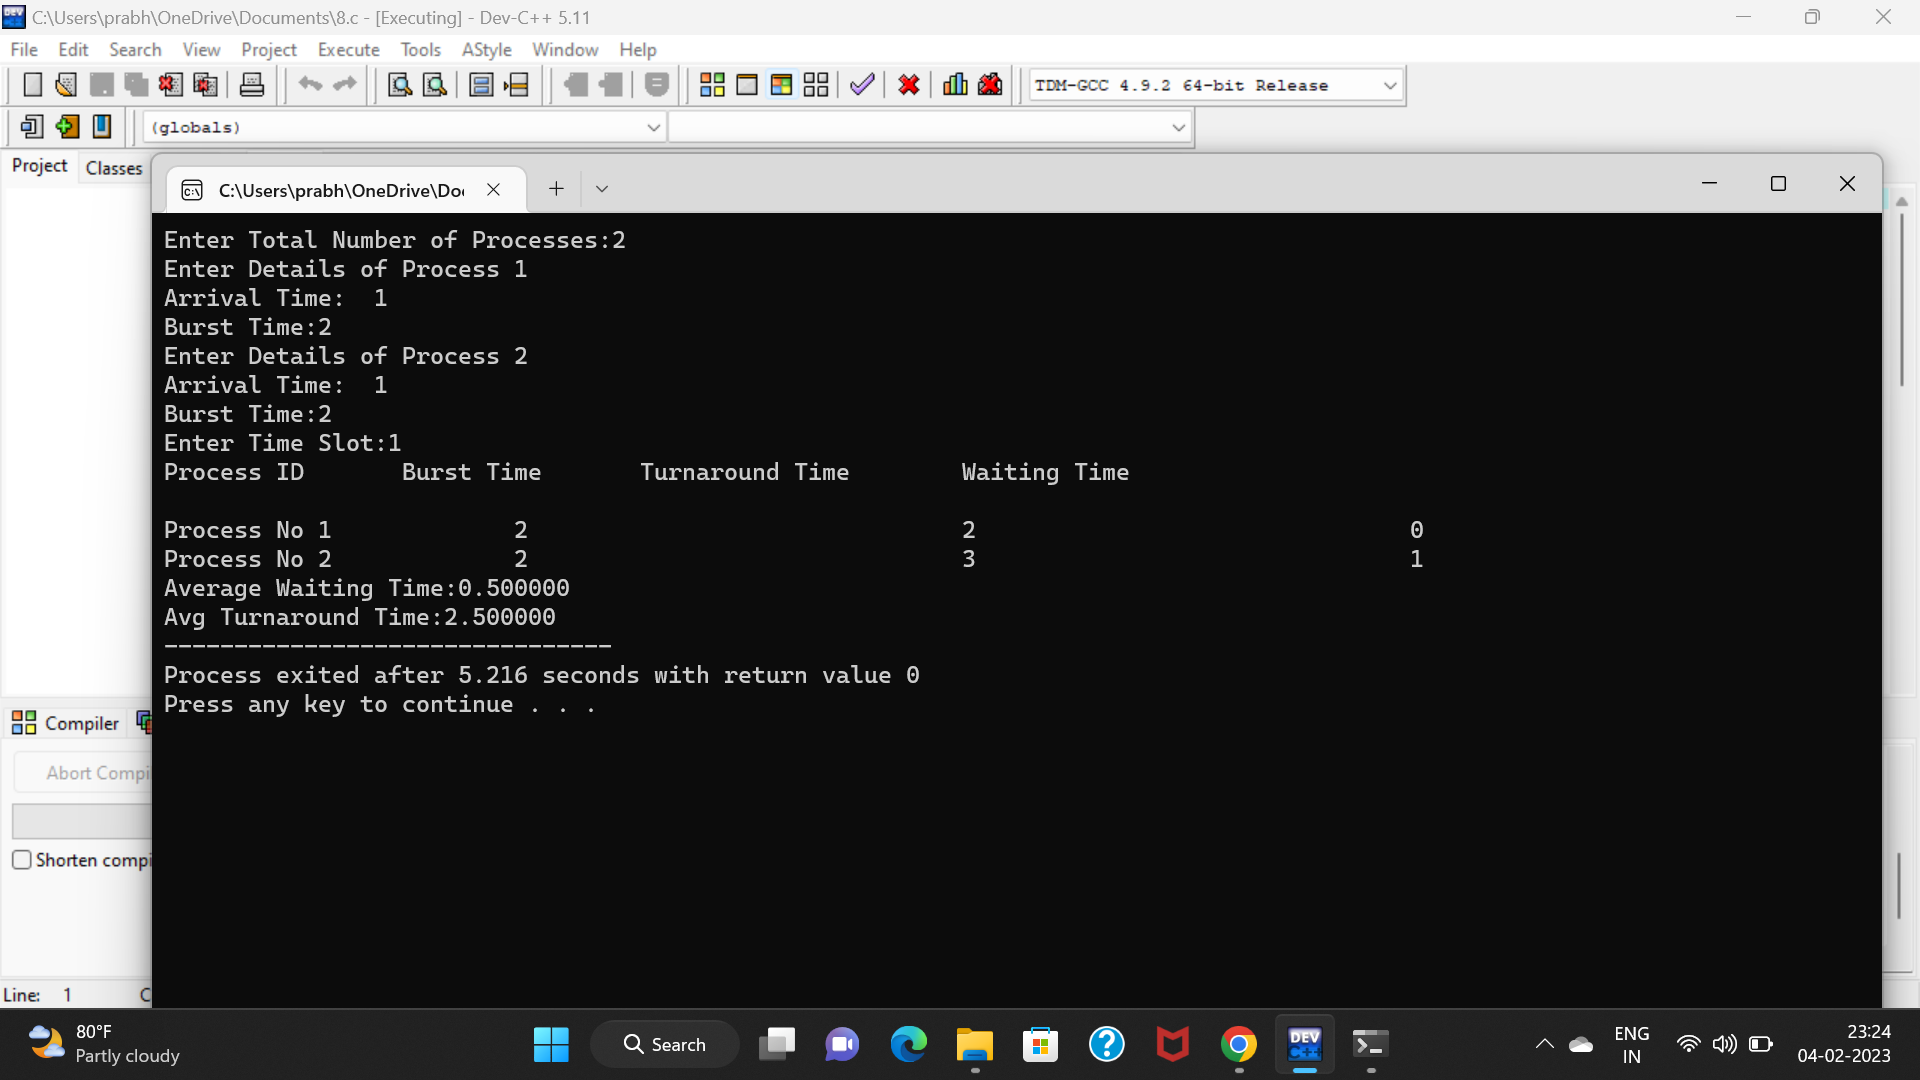 C:\Users\prabh\OneDrive\Documents\8.c - [Executing] - Dev-C++ 5.11
File Edit Search View Project Execute Tools AStyle Window Help
TDM-GCC 4.9.2 64-bit Release
(globals)
Project Classes
C:\Users\prabh\OneDrive\Do
Enter Total Number of Processes:2
Enter Details of Process 1
Arrival Time: 1
Burst Time:2
Enter Details of Process 2
Arrival Time: 1
Burst Time:2
Enter Time Slot:1
Process ID Burst Time Turnaround Time Waiting Time
Process No 1 2 2 0
Process No 2 2 3 1
Average Waiting Time:0.500000
Avg Turnaround Time:2.500000
--------------------------------
Process exited after 5.216 seconds with return value 0
Press any key to continue . . .
Compiler
Abort Compi
Shorten compi
Line: 1 C
80°F
Partly cloudy
Search
DEV
C++
ENG
IN
23:24
04-02-2023